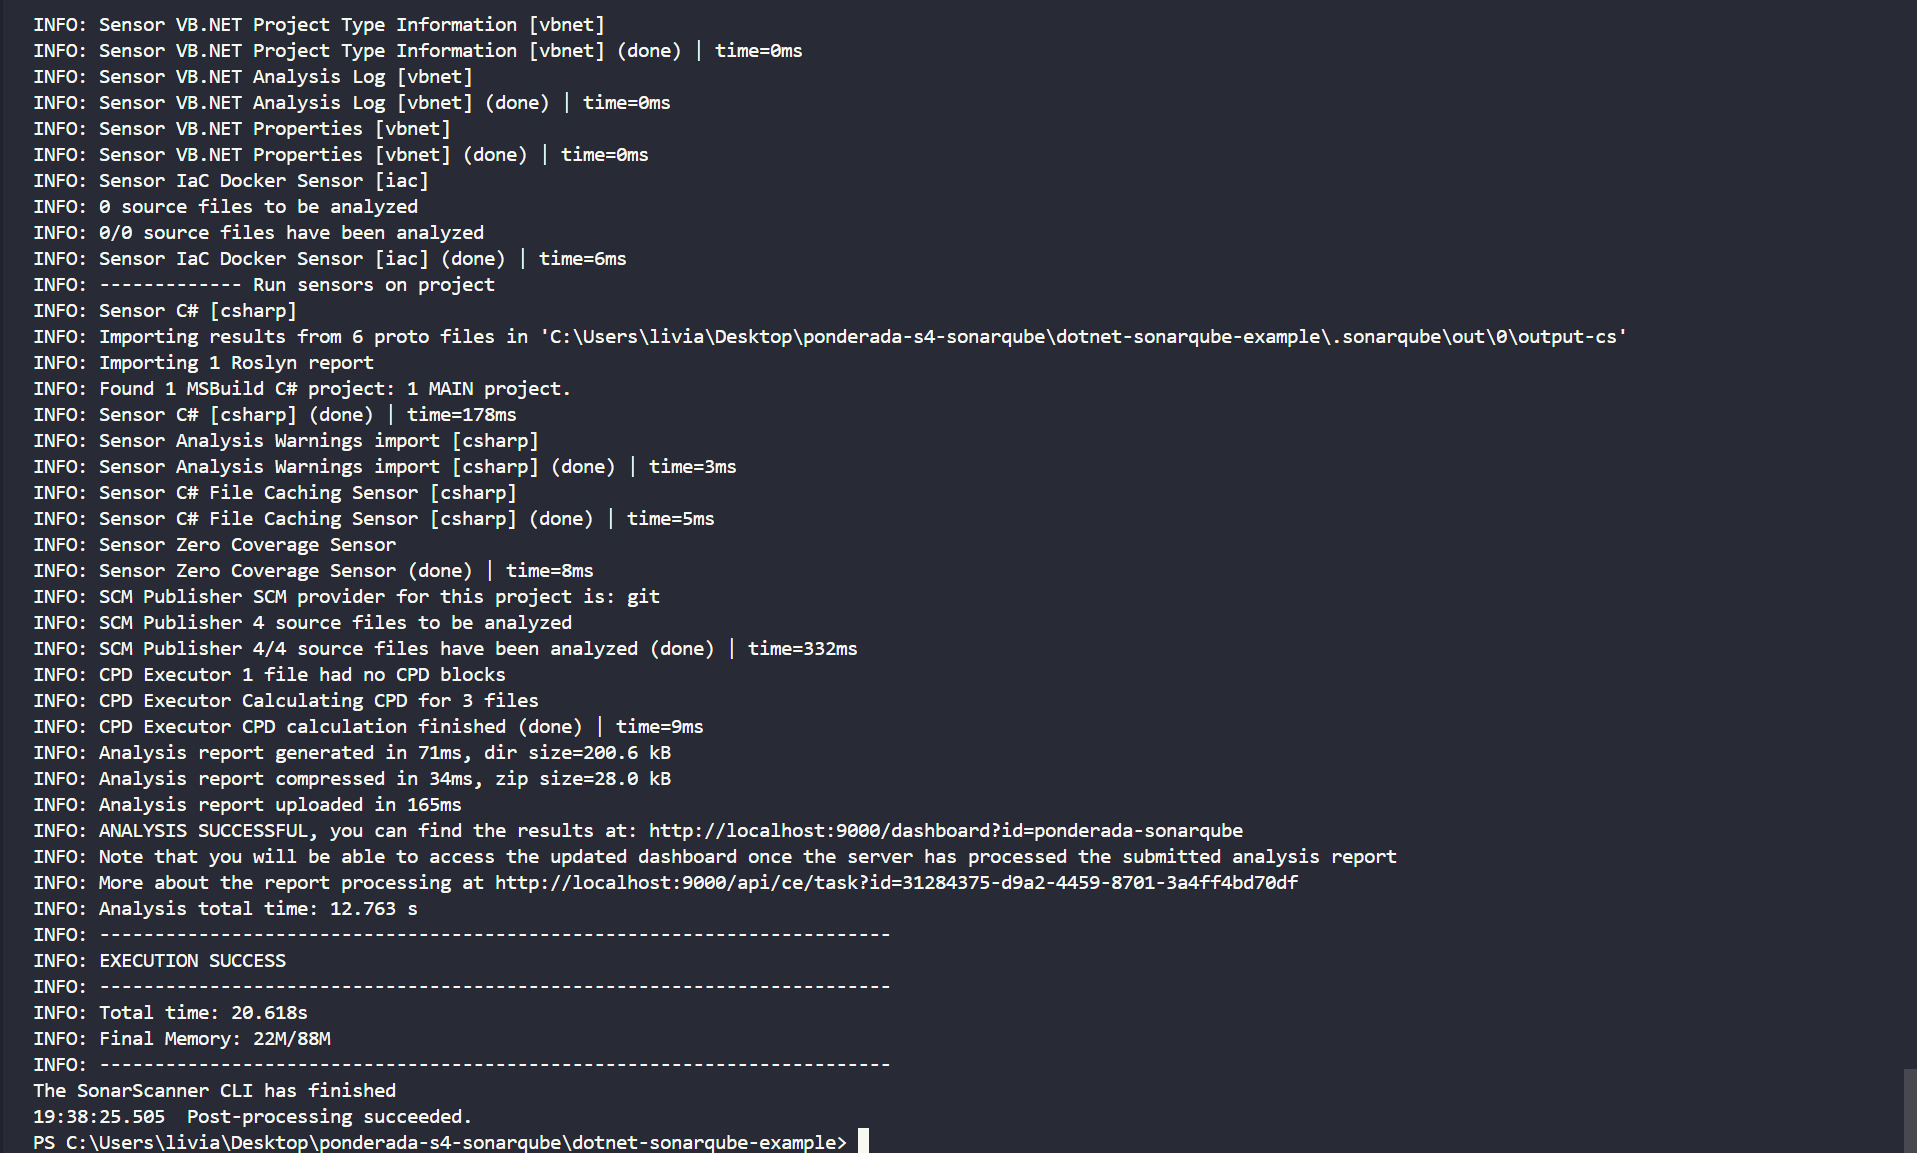 INFO: Sensor VB.NET Project Type Information [vbnet]
INFO: Sensor VB.NET Project Type Information [vbnet] (done) | time=0ms
INFO: Sensor VB.NET Analysis Log [vbnet]
INFO: Sensor VB.NET Analysis Log [vbnet] (done) | time=0ms
INFO: Sensor VB.NET Properties [vbnet]
INFO: Sensor VB.NET Properties [vbnet] (done) | time=0ms
INFO: Sensor IaC Docker Sensor [iac]
INFO: 0 source files to be analyzed
INFO: 0/0 source files have been analyzed
INFO: Sensor IaC Docker Sensor [iac] (done) | time=6ms
INFO: ------------- Run sensors on project
INFO: Sensor C# [csharp]
INFO: Importing results from 6 proto files in 'C:\Users\livia\Desktop\ponderada-s4-sonarqube\dotnet-sonarqube-example\.sonarqube\out\0\output-cs'
INFO: Importing 1 Roslyn report
INFO: Found 1 MSBuild C# project: 1 MAIN project.
INFO: Sensor C# [csharp] (done) | time=178ms
INFO: Sensor Analysis Warnings import [csharp]
INFO: Sensor Analysis Warnings import [csharp] (done) | time=3ms
INFO: Sensor C# File Caching Sensor [csharp]
INFO: Sensor C# File Caching Sensor [csharp] (done) | time=5ms
INFO: Sensor Zero Coverage Sensor
INFO: Sensor Zero Coverage Sensor (done) | time=8ms
INFO: SCM Publisher SCM provider for this project is: git
INFO: SCM Publisher 4 source files to be analyzed
INFO: SCM Publisher 4/4 source files have been analyzed (done) | time=332ms
INFO: CPD Executor 1 file had no CPD blocks
INFO: CPD Executor Calculating CPD for 3 files
INFO: CPD Executor CPD calculation finished (done) | time=9ms
INFO: Analysis report generated in 71ms, dir size=200.6 kB
INFO: Analysis report compressed in 34ms, zip size=28.0 kB
INFO: Analysis report uploaded in 165ms
INFO: ANALYSIS SUCCESSFUL, you can find the results at: http://localhost:9000/dashboard?id=ponderada-sonarqube
INFO: Note that you will be able to access the updated dashboard once the server has processed the submitted analysis report
INFO: More about the report processing at http://localhost:9000/api/ce/task?id=31284375-d9a2-4459-8701-3a4ff4bd70df
INFO: Analysis total time: 12.763 s
INFO: ------------------------------------------------------------------------
INFO: EXECUTION SUCCESS
INFO: ------------------------------------------------------------------------
INFO: Total time: 20.618s
INFO: Final Memory: 22M/88M
INFO: ------------------------------------------------------------------------
The SonarScanner CLI has finished
19:38:25.505  Post-processing succeeded.
PS C:\Users\livia\Desktop\ponderada-s4-sonarqube\dotnet-sonarqube-example>